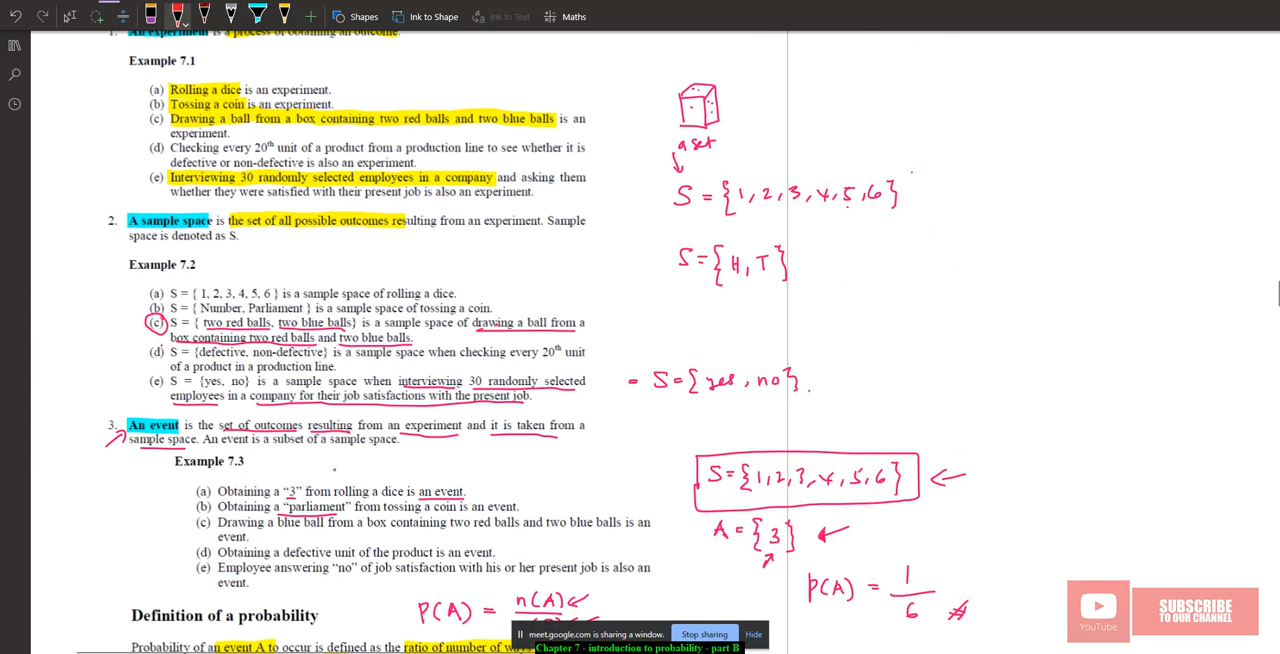 Shapes
Ink to Shape
Ink to Text
Maths
1. An experiment is a process of obtaining an outcome.
Example 7.1
(a) Rolling a dice is an experiment.
(b) Tossing a coin is an experiment.
(c) Drawing a ball from a box containing two red balls and two blue balls is an
experiment.
(d) Checking every 20th unit of a product from a production line to see whether it is
defective or non-defective is also an experiment.
(e) Interviewing 30 randomly selected employees in a company and asking them
whether they were satisfied with their present job is also an experiment.
a set
S = {1, 2, 3, 4, 5, 6}
2. A sample space is the set of all possible outcomes resulting from an experiment. Sample
space is denoted as S.
S = {H, T}
Example 7.2
(a) S = { 1, 2, 3, 4, 5, 6 } is a sample space of rolling a dice.
(b) S = { Number, Parliament } is a sample space of tossing a coin.
(c) S = { two red balls, two blue balls} is a sample space of drawing a ball from a
box containing two red balls and two blue balls.
(d) S = {defective, non-defective} is a sample space when checking every 20th unit
of a product in a production line.
(e) S = {yes, no} is a sample space when interviewing 30 randomly selected
employees in a company for their job satisfactions with the present job.
S = {yes, no}.
3. An event is the set of outcomes resulting from an experiment and it is taken from a
sample space. An event is a subset of a sample space.
Example 7.3
S = {1, 2, 3, 4, 5, 6}
(a) Obtaining a “3” from rolling a dice is an event.
(b) Obtaining a “parliament” from tossing a coin is an event.
(c) Drawing a blue ball from a box containing two red balls and two blue balls is an
event.
A = {3}
(d) Obtaining a defective unit of the product is an event.
(e) Employee answering “no” of job satisfaction with his or her present job is also an
event.
P(A) = 1/6
Definition of a probability
P(A) = n(A)
YouTube
SUBSCRIBE
TO OUR CHANNEL
meet.google.com is sharing a window.
Stop sharing
Hide
Probability of an event A to occur is defined as the ratio of number of
Chapter 7 - introduction to probability - part B